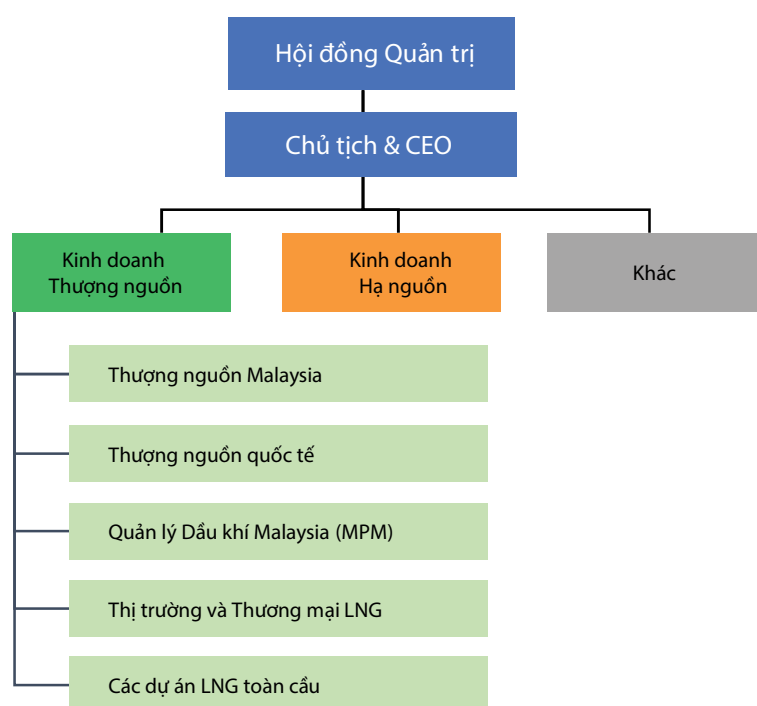 Hội đồng Quản trị
Chủ tịch & CEO
Kinh doanh
Thượng nguồn
Kinh doanh
Hạ nguồn
Khác
Thượng nguồn Malaysia
Thượng nguồn quốc tế
Quản lý Dầu khí Malaysia (MPM)
Thị trường và Thương mại LNG
Các dự án LNG toàn cầu